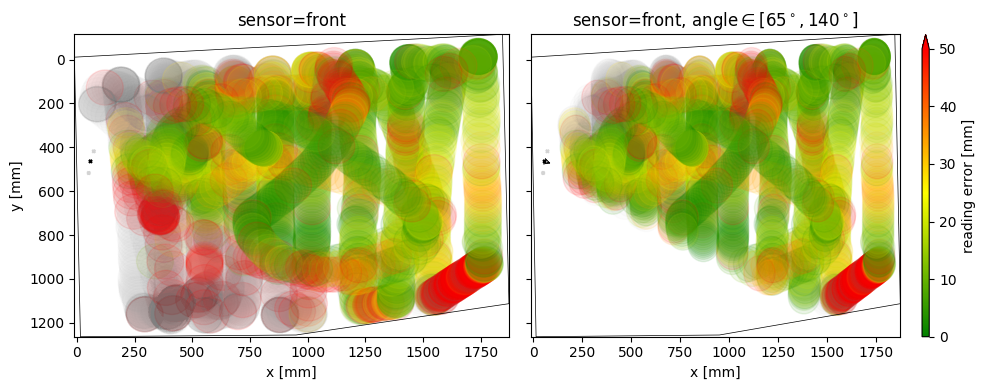 sensor=front
sensor=front, angle ∈ [65°, 140°]
0
200
400
600
800
1000
1200
y [mm]
0 250 500 750 1000 1250 1500 1750
x [mm]
0 250 500 750 1000 1250 1500 1750
x [mm]
50
40
30
20
10
0
reading error [mm]